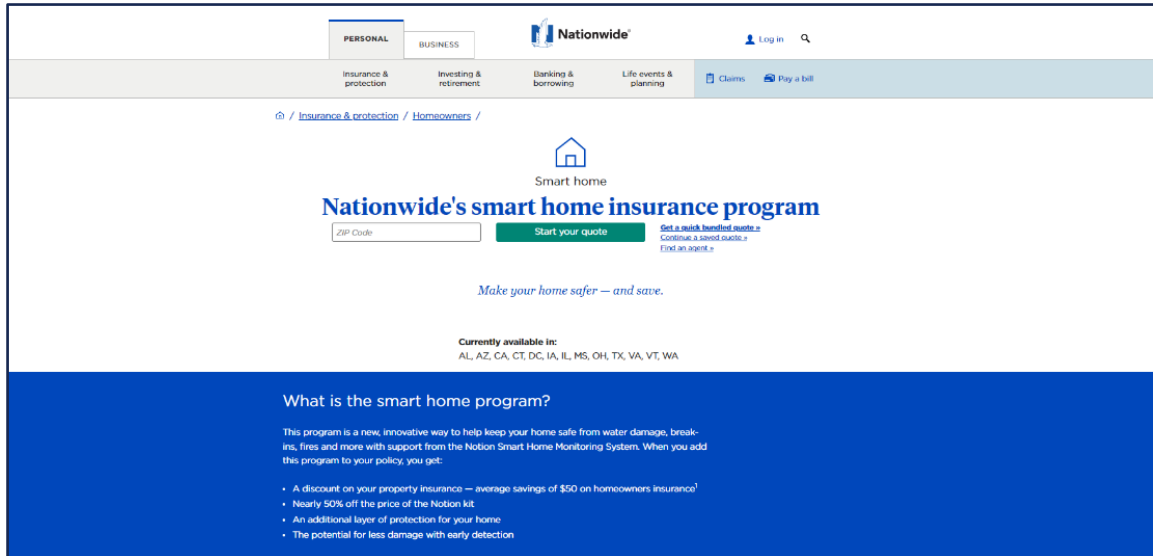 PERSONAL
BUSINESS
Nationwide®
Log in
Insurance &
protection
Investing &
retirement
Banking &
borrowing
Life events &
planning
Claims
Pay a bill
/ Insurance & protection / Homeowners /
Smart home
Nationwide's smart home insurance program
ZIP Code
Start your quote
Get a quick bundled quote »
Continue a saved quote »
Find an agent »
Make your home safer — and save.
Currently available in:
AL, AZ, CA, CT, DC, IA, IL, MS, OH, TX, VA, VT, WA
What is the smart home program?
This program is a new, innovative way to help keep your home safe from water damage, break-
ins, fires and more with support from the Notion Smart Home Monitoring System. When you add
this program to your policy, you get:
• A discount on your property insurance — average savings of $50 on homeowners insurance¹
• Nearly 50% off the price of the Notion kit
• An additional layer of protection for your home
• The potential for less damage with early detection